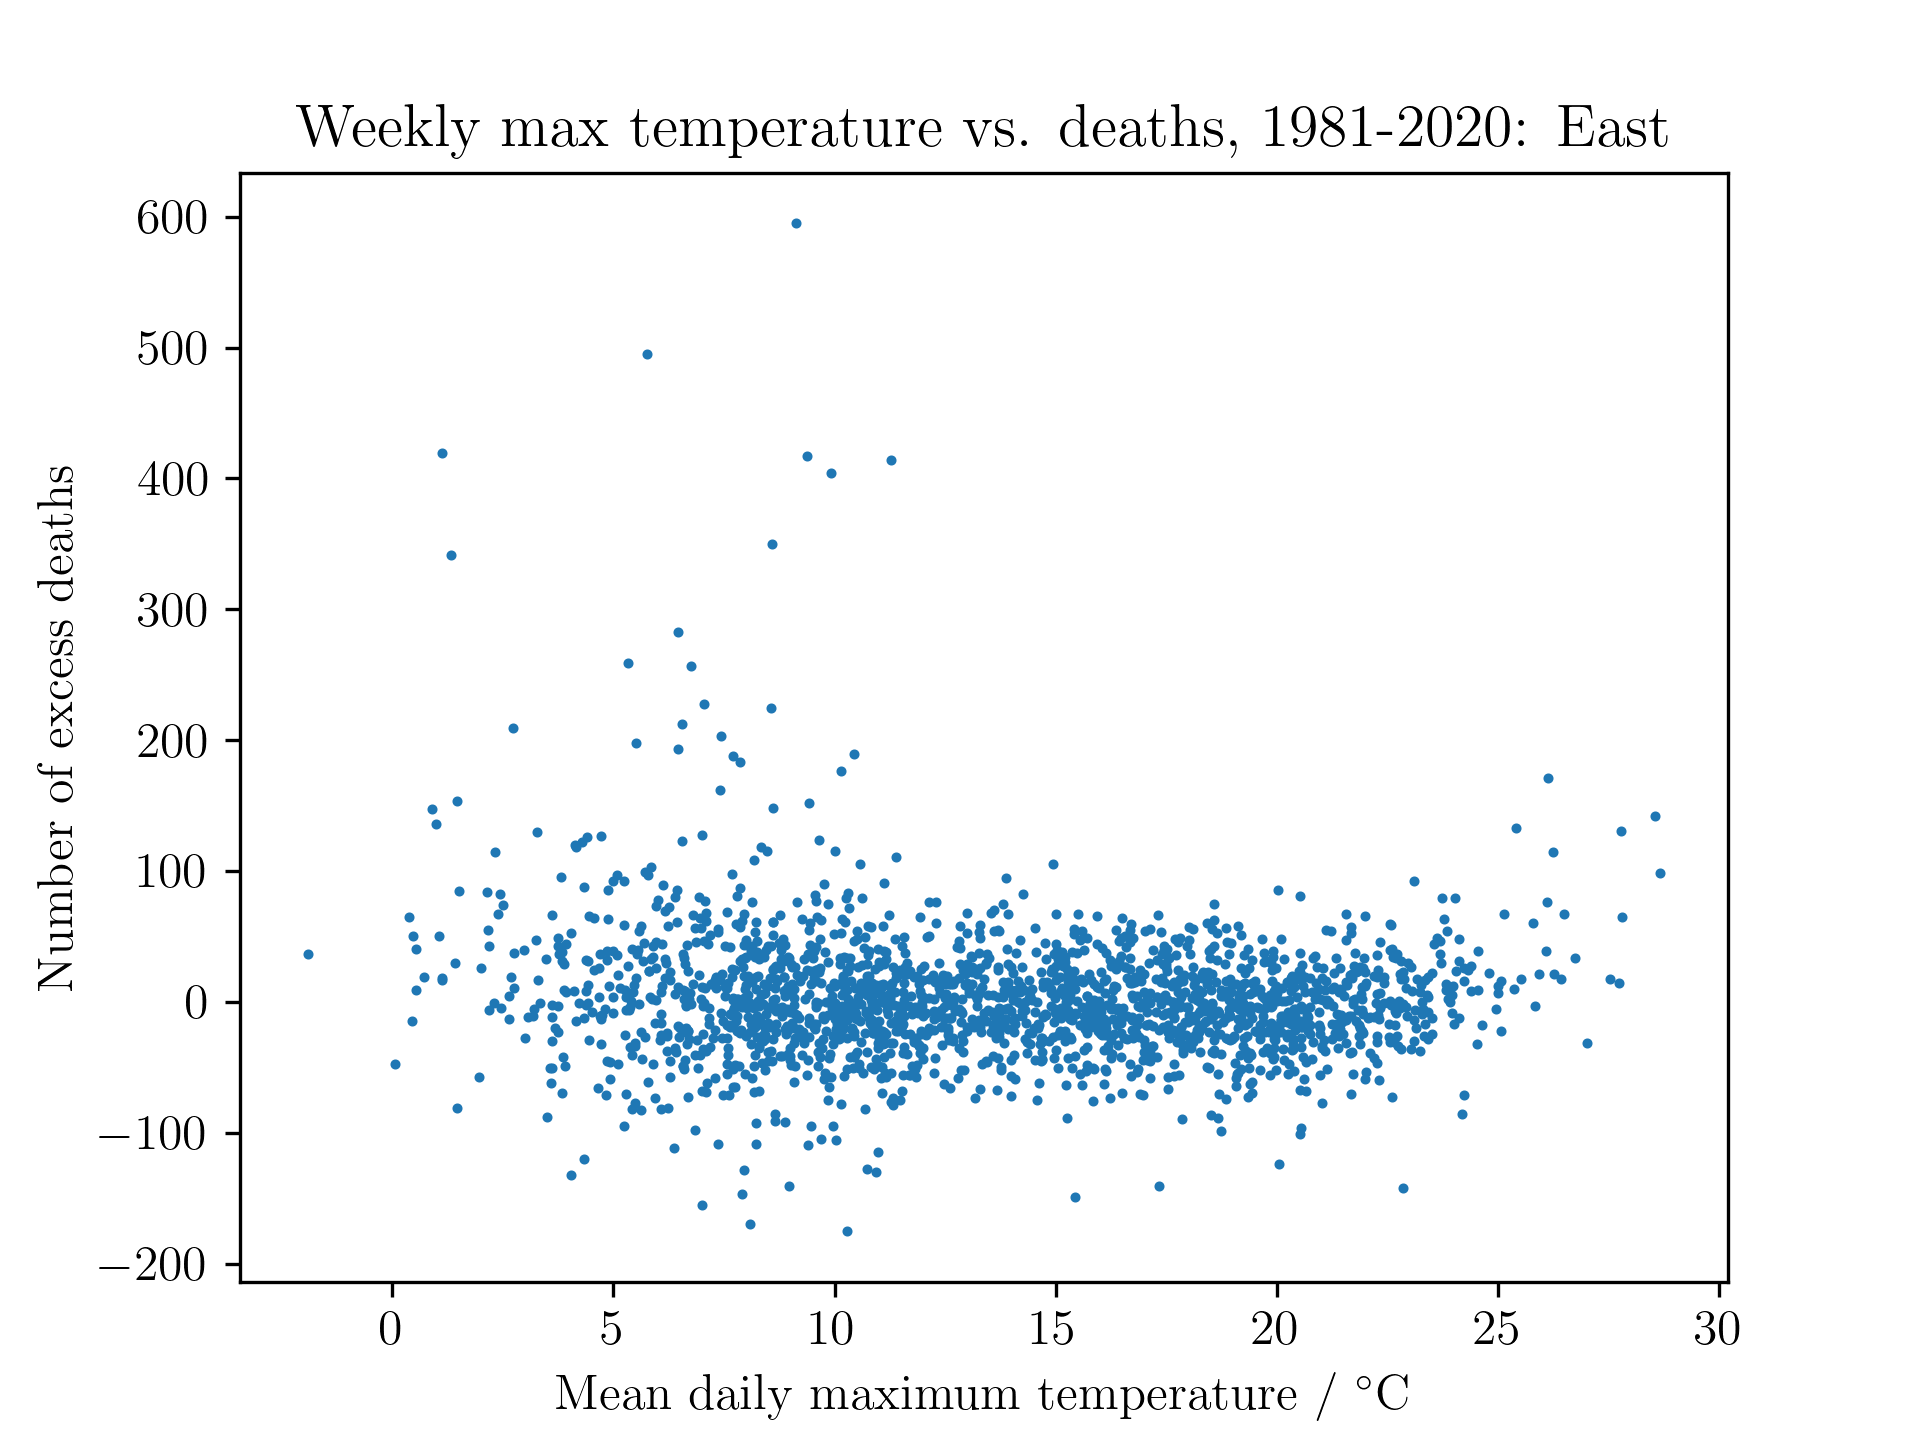 Weekly max temperature vs. deaths, 1981-2020: East
Number of excess deaths
600
500
400
300
200
100
0
−100
−200
0 5 10 15 20 25 30
Mean daily maximum temperature / °C